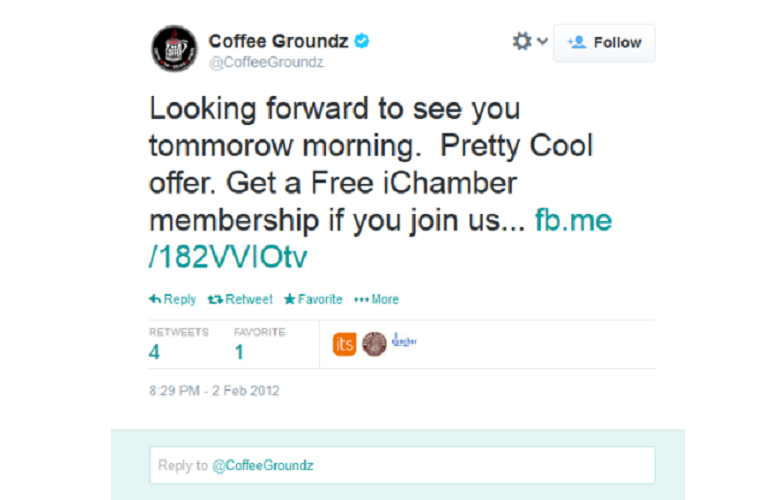 Coffee Groundz
@CoffeeGroundz
Follow
Looking forward to see you
tommorow morning.  Pretty Cool
offer. Get a Free iChamber
membership if you join us... fb.me
/182VVIOtv
Reply Retweet Favorite More
RETWEETS FAVORITE
4 1
its
8:29 PM - 2 Feb 2012
Reply to @CoffeeGroundz